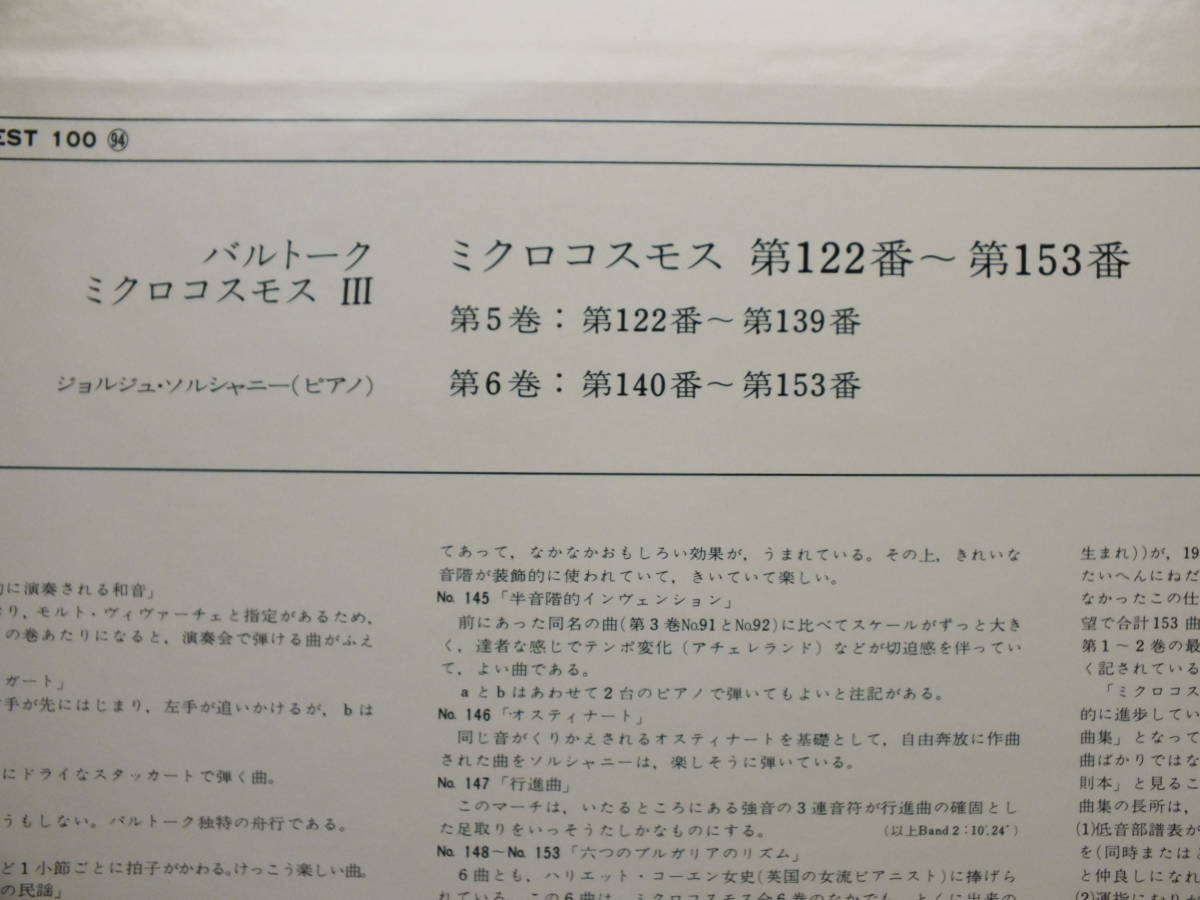 EST 100 ㉔94
バルトーク
ミクロコスモス III
ジョルジュ・ソルシャニー(ピアノ)
ミクロコスモス 第122番〜第153番
第5巻：第122番〜第139番
第6巻：第140番〜第153番
に演奏される和音」
り，モルト・ヴィヴァーチェと指定があるため，
の巻あたりになると，演奏会で弾ける曲がふえ
ガート」
手が先にはじまり，左手が追いかけるが，bは
にドライなスタッカートで弾く曲。
うもしない。バルトーク独特の舟行である。
ど1小節ごとに拍子がかわる。けっこう楽しい曲。
の民謡」
てあって，なかなかおもしろい効果が，うまれている。その上，きれいな
音階が装飾的に使われていて，きいていて楽しい。
No. 145「半音階的インヴェンション」
前にあった同名の曲(第3巻No.91とNo.92)に比べてスケールがずっと大き
く，達者な感じでテンポ変化（アチェレランド）などが切迫感を伴ってい
て，よい曲である。
aとbはあわせて2台のピアノで弾いてもよいと注記がある。
No. 146「オスティナート」
同じ音がくりかえされるオスティナートを基礎として，自由奔放に作曲
された曲をソルシャニーは，楽しそうに弾いている。
No. 147「行進曲」
このマーチは，いたるところにある強音の3連音符が行進曲の確固とし
た足取りをいっそうたしかなものにする。 (以上Band 2：10′.24″)
No. 148〜No. 153「六つのブルガリアのリズム」
6曲とも，ハリエット・コーエン女史(英国の女流ピアニスト)に捧げら
れている。この6曲は，ミクロコスモス全6巻のなかでも，とくに出来の
生まれ))が，19
たいへんにねだ
なかったこの仕
望で合計153曲
第1〜2巻の最
く記されている
「ミクロコス
的に進歩してい
曲集」となって
曲ばかりではな
則本」と見るこ
曲集の長所は，
(1)低音部譜表が
を(同時またはと
と仲良しになれ